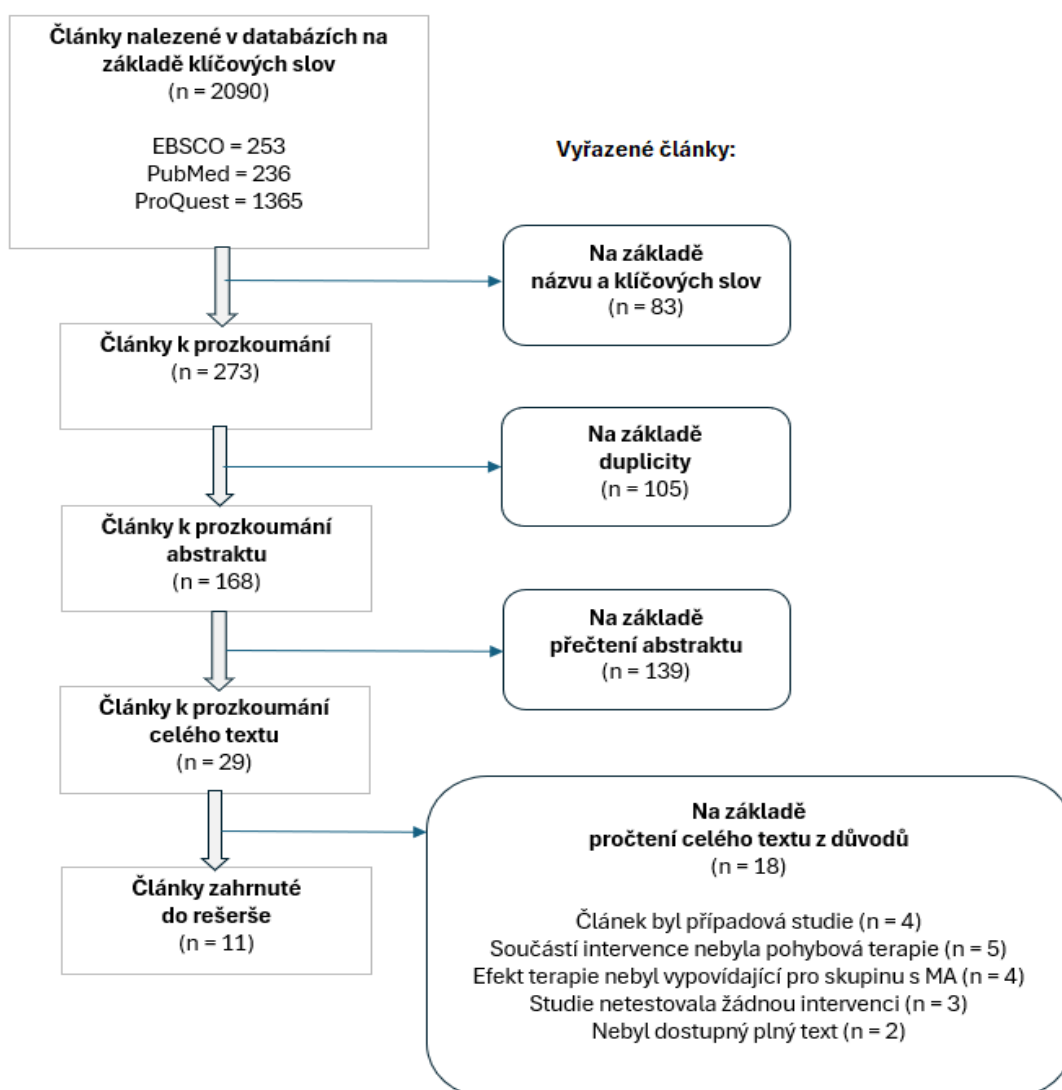 Články nalezené v databázích na
základě klíčových slov
(n = 2090)
EBSCO = 253
PubMed = 236
ProQuest = 1365
Vyřazené články:
Na základě
názvu a klíčových slov
(n = 83)
Články k prozkoumání
(n = 273)
Na základě
duplicity
(n = 105)
Články k prozkoumání
abstraktu
(n = 168)
Na základě
přečtení abstraktu
(n = 139)
Články k prozkoumání
celého textu
(n = 29)
Na základě
pročtení celého textu z důvodů
(n = 18)
Článek byl případová studie (n = 4)
Součástí intervence nebyla pohybová terapie (n = 5)
Efekt terapie nebyl vypovídající pro skupinu s MA (n = 4)
Studie netestovala žádnou intervenci (n = 3)
Nebyl dostupný plný text (n = 2)
Články zahrnuté
do rešerše
(n = 11)